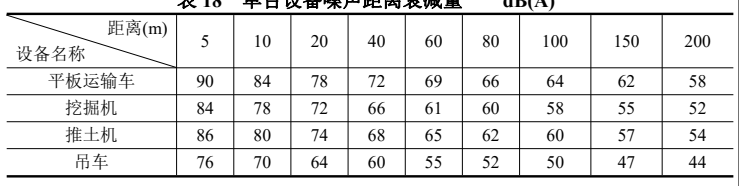 表 18 单台设备噪声距离衰减量 dB(A)
距离(m)
设备名称
5 10 20 40 60 80 100 150 200
平板运输车 90 84 78 72 69 66 64 62 58
挖掘机 84 78 72 66 61 60 58 55 52
推土机 86 80 74 68 65 62 60 57 54
吊车 76 70 64 60 55 52 50 47 44